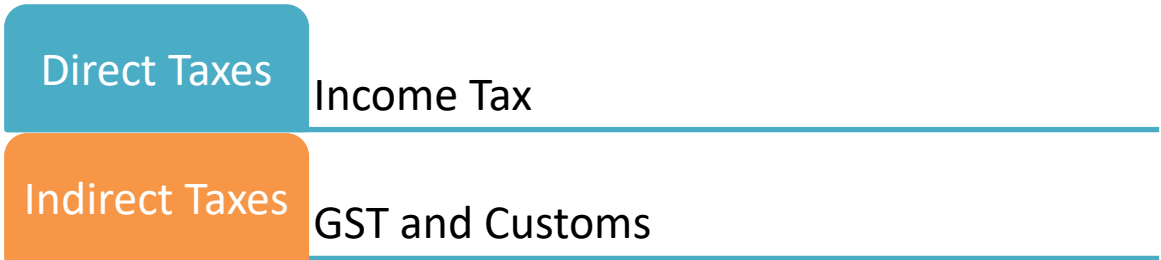 Direct Taxes
Income Tax
Indirect Taxes
GST and Customs